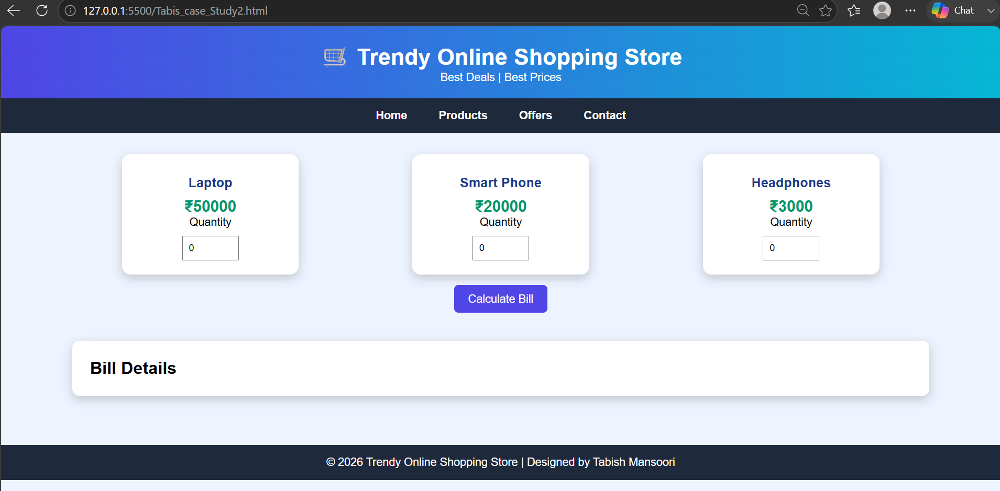 127.0.0.1:5500/Tabis_case_Study2.html
Chat
Trendy Online Shopping Store
Best Deals | Best Prices
Home Products Offers Contact
Laptop
₹50000
Quantity
0
Smart Phone
₹20000
Quantity
0
Headphones
₹3000
Quantity
0
Calculate Bill
Bill Details
© 2026 Trendy Online Shopping Store | Designed by Tabish Mansoori